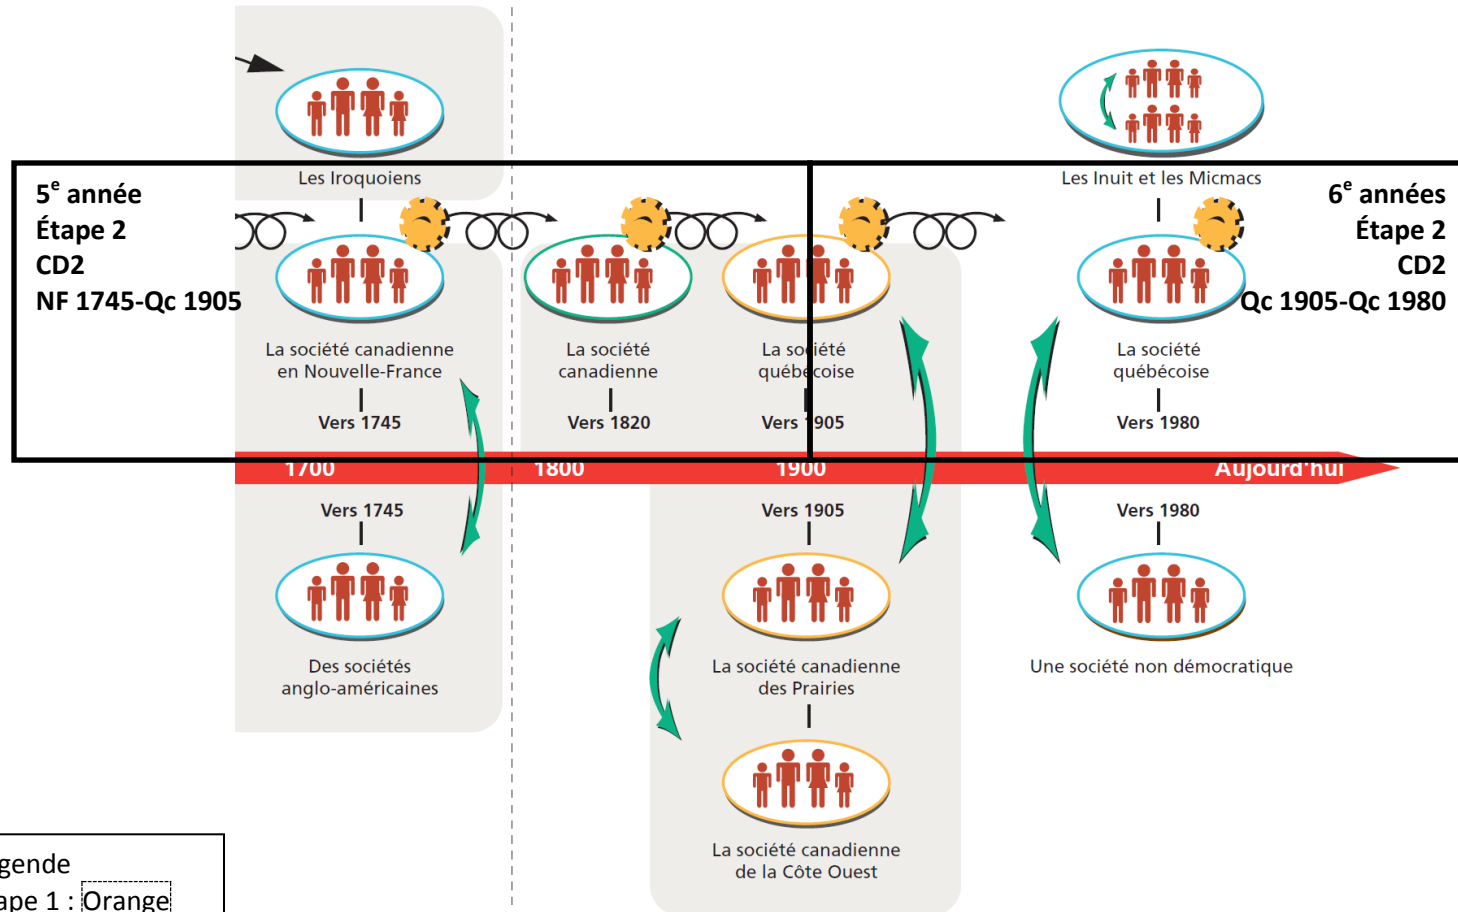 Les Iroquoiens
Les Inuit et les Micmacs
5e année
Étape 2
CD2
NF 1745-Qc 1905
6e années
Étape 2
CD2
Qc 1905-Qc 1980
La société canadienne
en Nouvelle-France
Vers 1745
La société
canadienne
Vers 1820
La société
québécoise
Vers 1905
La société
québécoise
Vers 1980
1700
1800
1900
Aujourd'hui
Vers 1745
Des sociétés
anglo-américaines
Vers 1905
La société canadienne
des Prairies
La société canadienne
de la Côte Ouest
Vers 1980
Une société non démocratique
gende
ape 1 : Orange